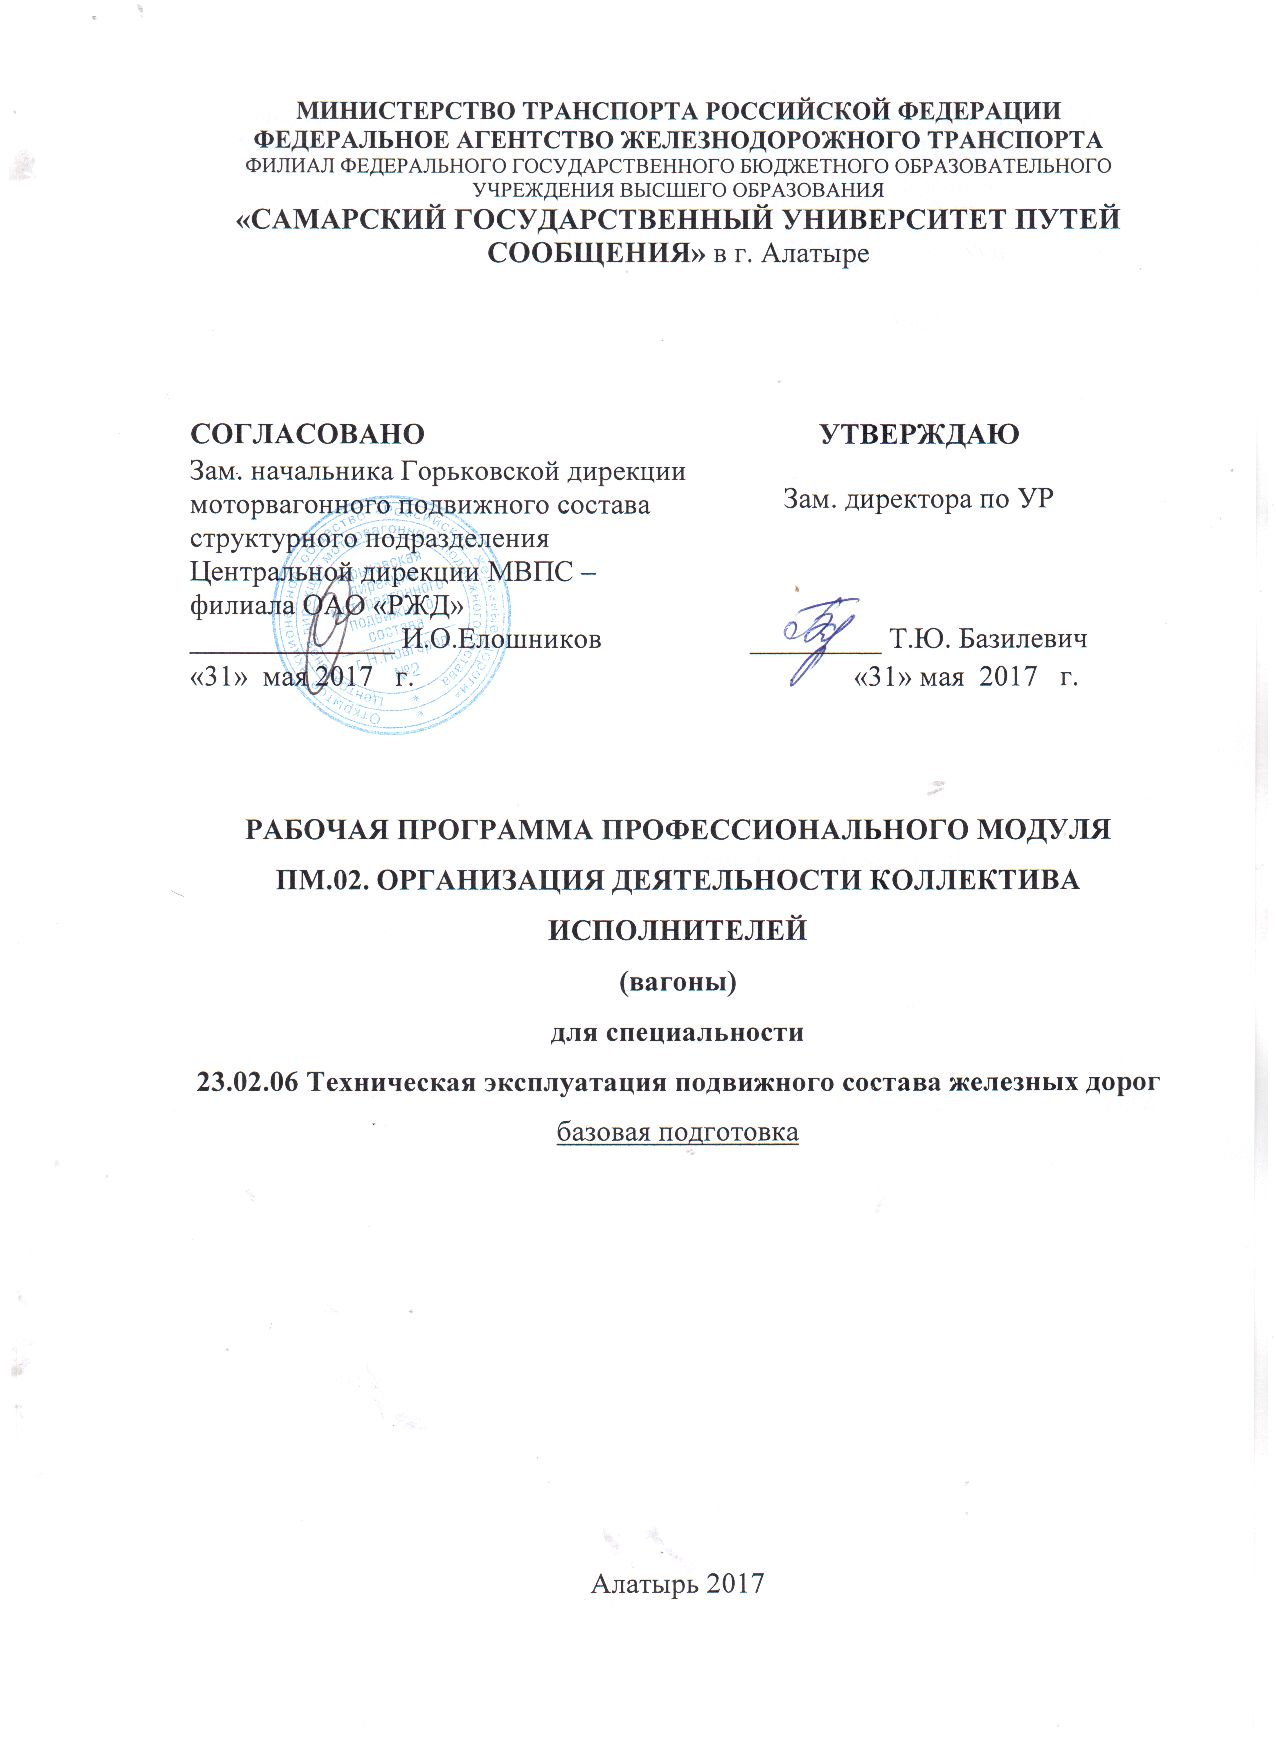 МИНИСТЕРСТВО ТРАНСПОРТА РОССИЙСКОЙ ФЕДЕРАЦИИ
ФЕДЕРАЛЬНОЕ АГЕНТСТВО ЖЕЛЕЗНОДОРОЖНОГО ТРАНСПОРТА
ФИЛИАЛ ФЕДЕРАЛЬНОГО ГОСУДАРСТВЕННОГО БЮДЖЕТНОГО ОБРАЗОВАТЕЛЬНОГО
УЧРЕЖДЕНИЯ ВЫСШЕГО ОБРАЗОВАНИЯ
«САМАРСКИЙ ГОСУДАРСТВЕННЫЙ УНИВЕРСИТЕТ ПУТЕЙ
СООБЩЕНИЯ» в г. Алатыре
СОГЛАСОВАНО
Зам. начальника Горьковской дирекции
моторвагонного подвижного состава
структурного подразделения
Центральной дирекции МВПС –
филиала ОАО «РЖД»
И.О.Елошников
«31» мая 2017 г.
УТВЕРЖДАЮ
Зам. директора по УР
Т.Ю. Базилевич
«31» мая 2017 г.
РАБОЧАЯ ПРОГРАММА ПРОФЕССИОНАЛЬНОГО МОДУЛЯ
ПМ.02. ОРГАНИЗАЦИЯ ДЕЯТЕЛЬНОСТИ КОЛЛЕКТИВА
ИСПОЛНИТЕЛЕЙ
(вагоны)
для специальности
23.02.06 Техническая эксплуатация подвижного состава железных дорог
базовая подготовка
Алатырь 2017